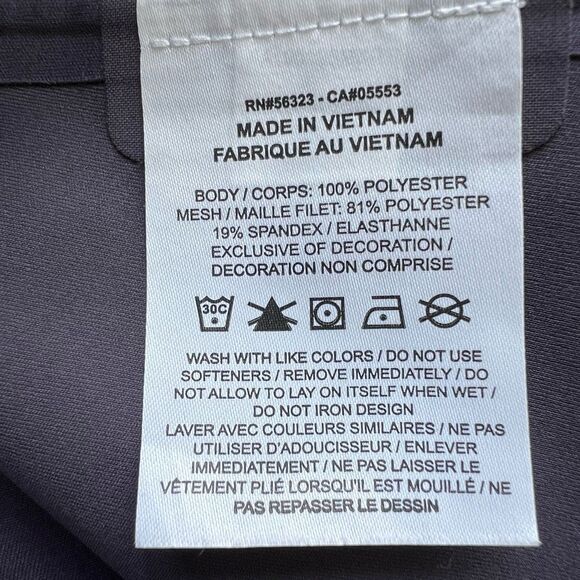 RN#56323 - CA#05553
MADE IN VIETNAM
FABRIQUE AU VIETNAM
BODY / CORPS: 100% POLYESTER
MESH / MAILLE FILET: 81% POLYESTER
19% SPANDEX / ELASTHANNE
EXCLUSIVE OF DECORATION /
DECORATION NON COMPRISE
30C
WASH WITH LIKE COLORS / DO NOT USE
SOFTENERS / REMOVE IMMEDIATELY / DO
NOT ALLOW TO LAY ON ITSELF WHEN WET /
DO NOT IRON DESIGN
LAVER AVEC COULEURS SIMILAIRES / NE PAS
UTILISER D'ADOUCISSEUR / ENLEVER
IMMEDIATEMENT / NE PAS LAISSER LE
VÊTEMENT PLIÉ LORSQU'IL EST MOUILLÉ / NE
PAS REPASSER LE DESSIN